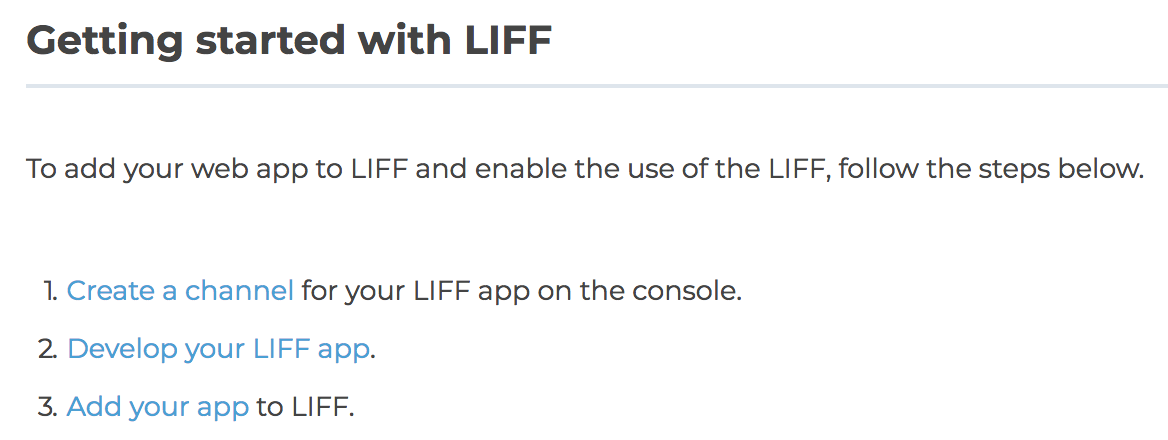 Getting started with LIFF
To add your web app to LIFF and enable the use of the LIFF, follow the steps below.
1. Create a channel for your LIFF app on the console.
2. Develop your LIFF app.
3. Add your app to LIFF.